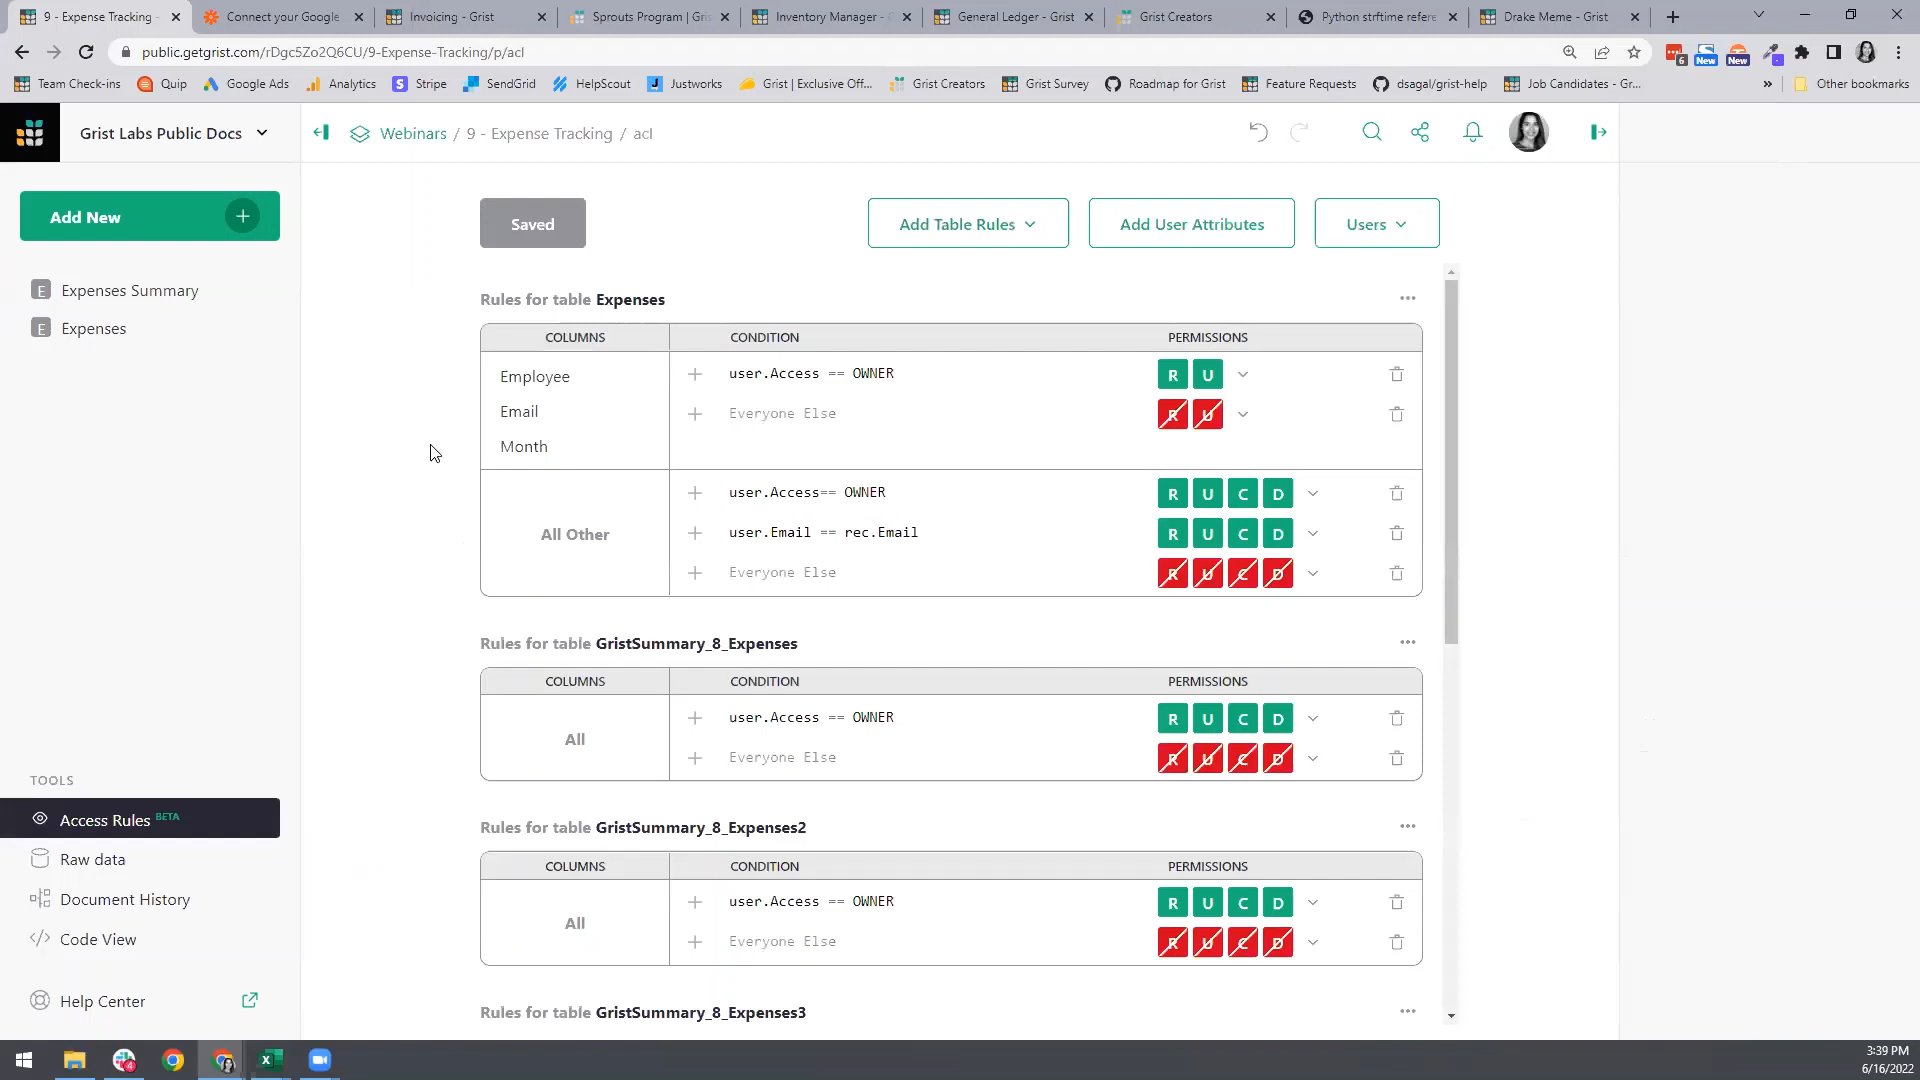 9 - Expense Tracking -
Connect your Google
Invoicing - Grist
Sprouts Program | Gris
Inventory Manager -
General Ledger - Grist
Grist Creators
Python strftime refere
Drake Meme - Grist
public.getgrist.com/rDgc5Zo2Q6CU/9-Expense-Tracking/p/acl
6
New
New
Team Check-ins
Quip
Google Ads
Analytics
Stripe
SendGrid
HelpScout
Justworks
Grist | Exclusive Off...
Grist Creators
Grist Survey
Roadmap for Grist
Feature Requests
dsagal/grist-help
Job Candidates - Gr...
»
Other bookmarks
Grist Labs Public Docs
Webinars / 9 - Expense Tracking / acl
Add New
Saved
Add Table Rules
Add User Attributes
Users
E Expenses Summary
E Expenses
Rules for table Expenses
COLUMNS CONDITION PERMISSIONS
Employee
Email
Month
user.Access == OWNER R U
Everyone Else R U
All Other
user.Access== OWNER R U C D
user.Email == rec.Email R U C D
Everyone Else R U C D
Rules for table GristSummary_8_Expenses
COLUMNS CONDITION PERMISSIONS
All
user.Access == OWNER R U C D
Everyone Else R U C D
Rules for table GristSummary_8_Expenses2
COLUMNS CONDITION PERMISSIONS
All
user.Access == OWNER R U C D
Everyone Else R U C D
Rules for table GristSummary_8_Expenses3
TOOLS
Access Rules BETA
Raw data
Document History
Code View
Help Center
4
3:39 PM
6/16/2022